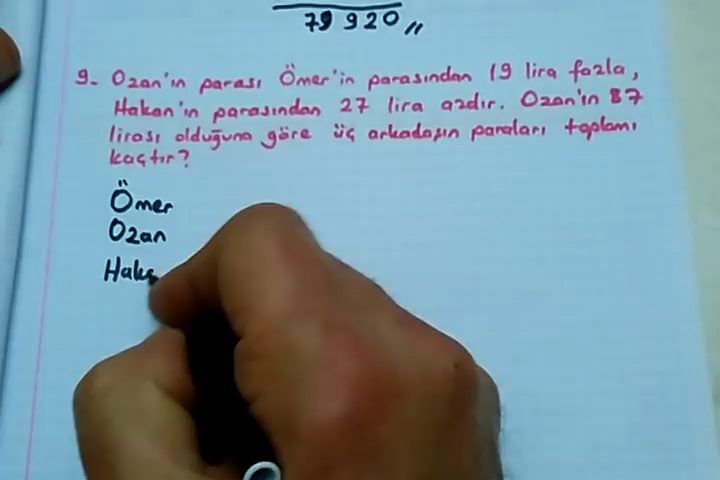 79 920 //
9- Ozan'ın parası Ömer'in parasından 19 lira fazla,
Hakan'ın parasından 27 lira azdır. Ozan'ın 87
lirası olduğuna göre üç arkadaşın paraları toplamı
kaçtır?
Ömer
Ozan
Haka